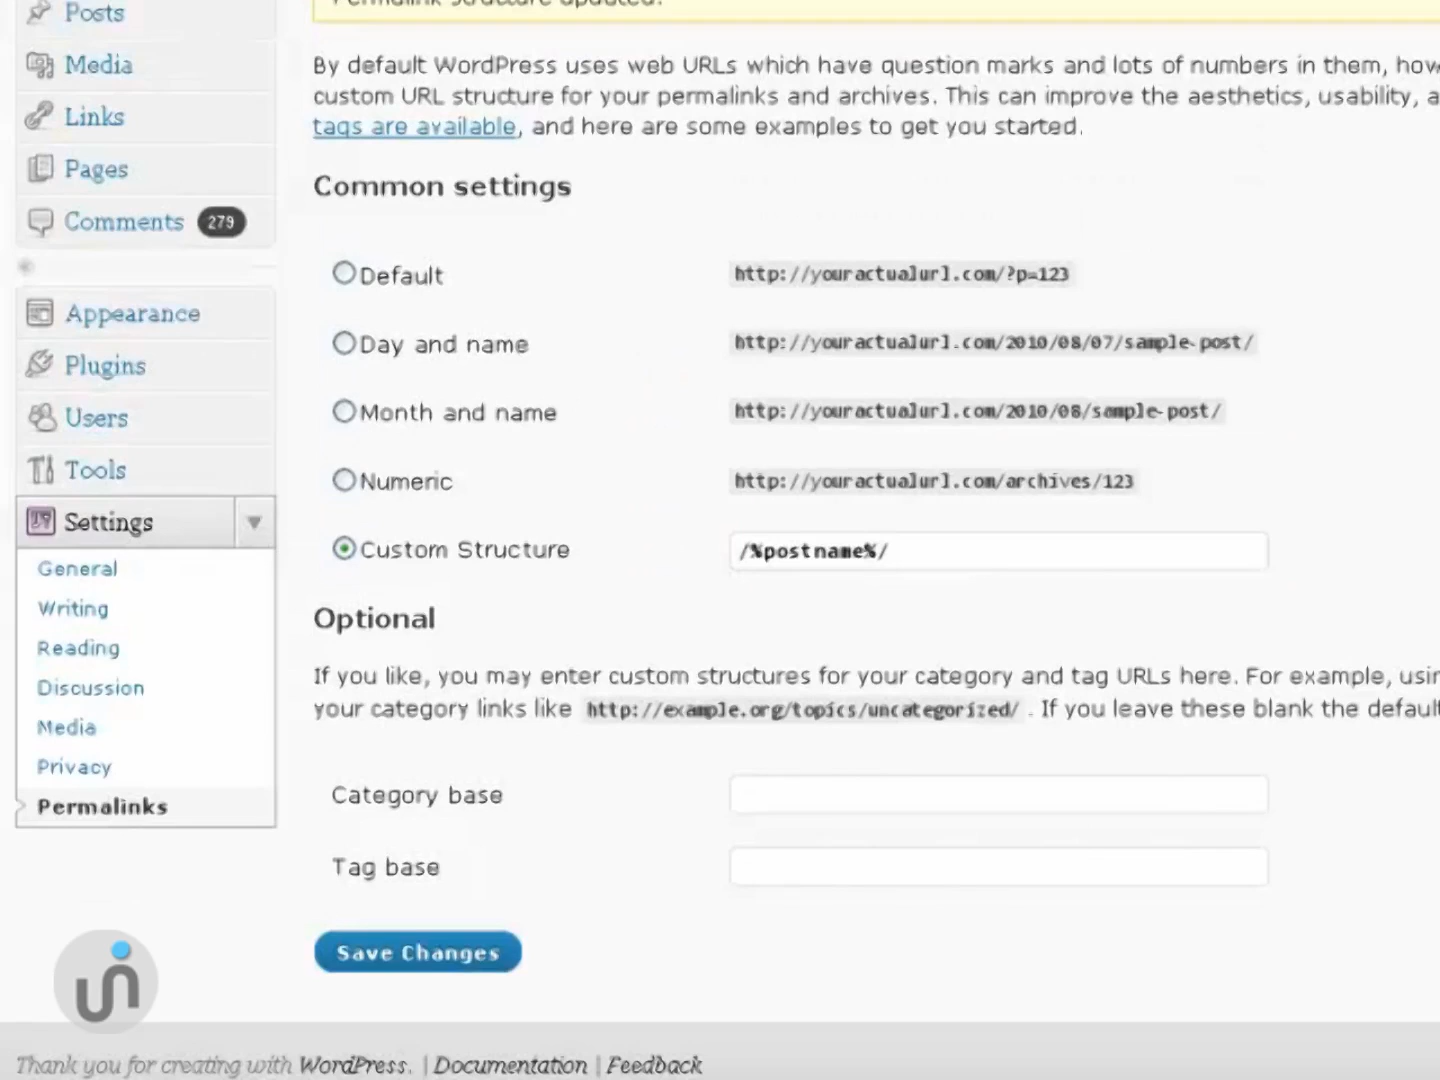 Posts
Media
Links
Pages
Comments 279
Appearance
Plugins
Users
Tools
Settings
General
Writing
Reading
Discussion
Media
Privacy
Permalinks
Permalink structure updated.
By default WordPress uses web URLs which have question marks and lots of numbers in them, how
custom URL structure for your permalinks and archives. This can improve the aesthetics, usability, a
tags are available, and here are some examples to get you started.
Common settings
Default http://youractualurl.com/?p=123
Day and name http://youractualurl.com/2010/08/07/sample-post/
Month and name http://youractualurl.com/2010/08/sample-post/
Numeric http://youractualurl.com/archives/123
Custom Structure /%postname%/
Optional
If you like, you may enter custom structures for your category and tag URLs here. For example, usin
your category links like http://example.org/topics/uncategorized/ . If you leave these blank the default
Category base
Tag base
Save Changes
un
Thank you for creating with WordPress. | Documentation | Feedback